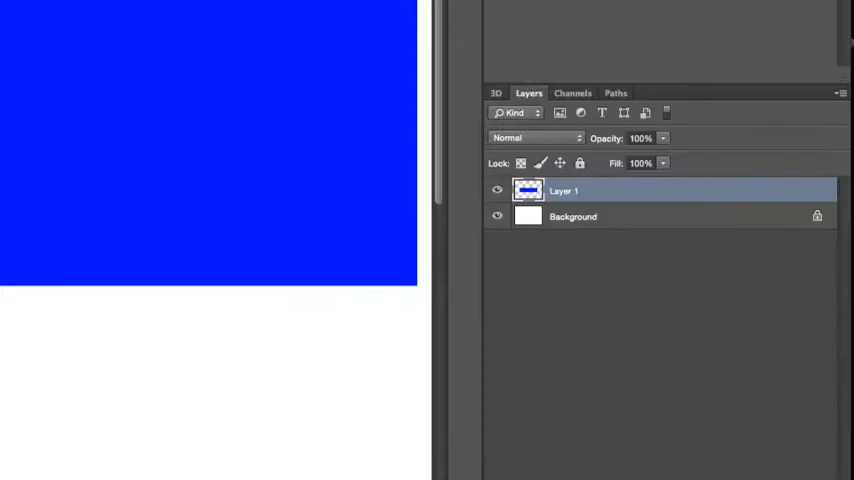 3D Layers Channels Paths
Kind
Normal Opacity: 100%
Lock: Fill: 100%
Layer 1
Background